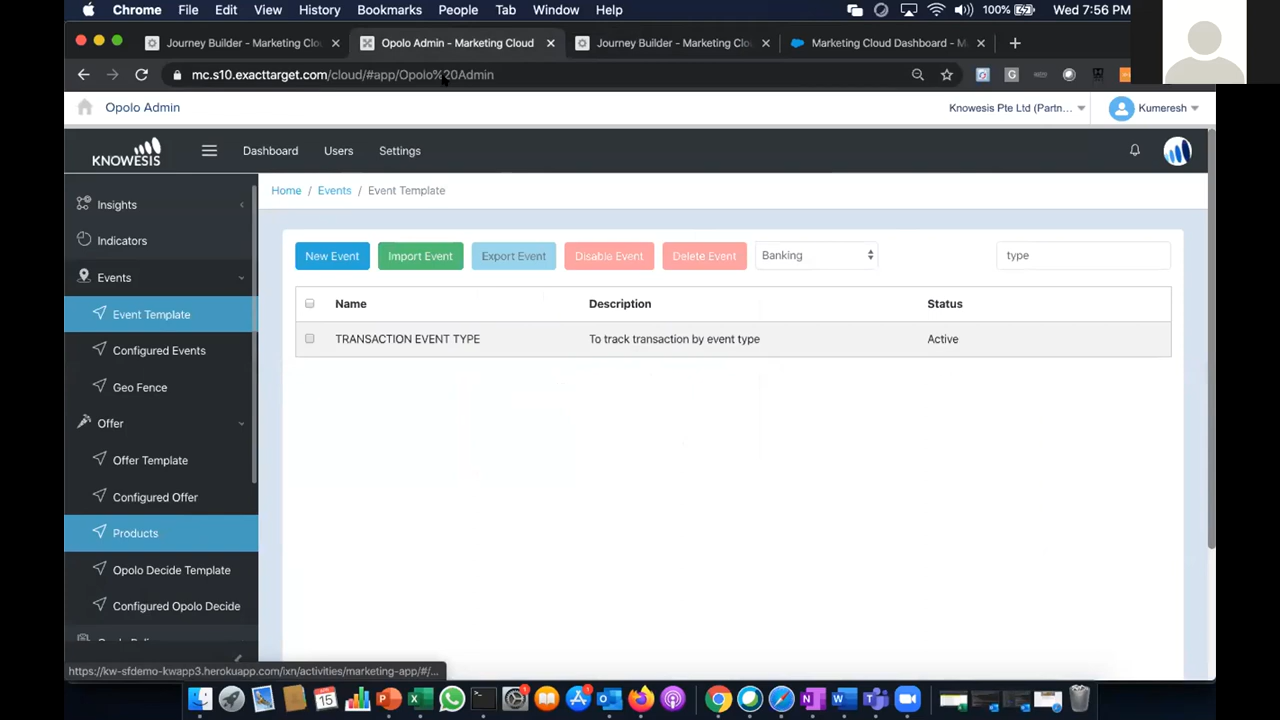 Chrome File Edit View History Bookmarks People Tab Window Help 100% Wed 7:56 PM
Journey Builder - Marketing Clo Opolo Admin - Marketing Cloud Journey Builder - Marketing Clo Marketing Cloud Dashboard - M
mc.s10.exacttarget.com/cloud/#app/Opolo%20Admin
Opolo Admin Knowesis Pte Ltd (Partn... Kumeresh
KNOWESIS Dashboard Users Settings
Home / Events / Event Template
Insights
Indicators
Events
Event Template
Configured Events
Geo Fence
Offer
Offer Template
Configured Offer
Products
Opolo Decide Template
Configured Opolo Decide
New Event Import Event Export Event Disable Event Delete Event Banking type
Name Description Status
TRANSACTION EVENT TYPE To track transaction by event type Active
https://kw-sfdemo-kwapp3.herokuapp.com/ixn/activities/marketing-app/#/...
15